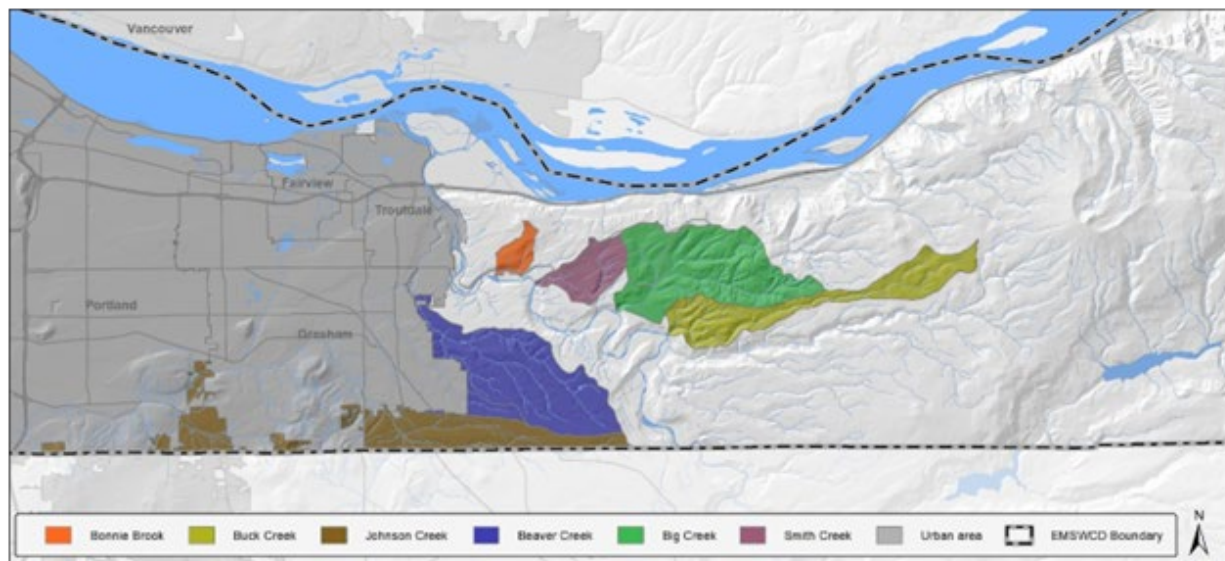 Vancouver
Fairview
Troutdale
Portland
Gresham
Bonnie Brook
Buck Creek
Johnson Creek
Beaver Creek
Big Creek
Smith Creek
Urban area
EMSWCD Boundary
N